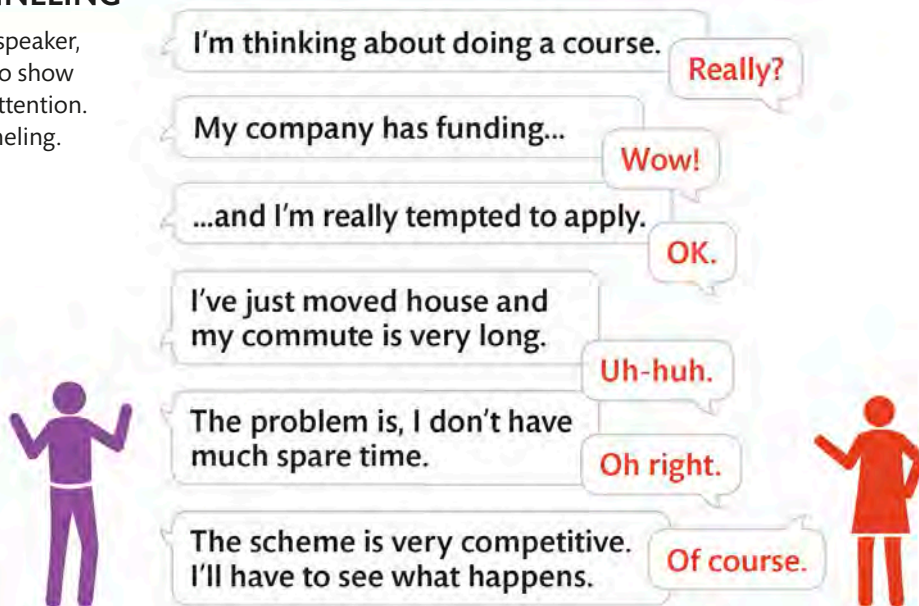 speaker,
o show
ttention.
neling.
I'm thinking about doing a course.
Really?
My company has funding...
Wow!
...and I'm really tempted to apply.
OK.
I've just moved house and
my commute is very long.
Uh-huh.
The problem is, I don't have
much spare time.
Oh right.
The scheme is very competitive.
I'll have to see what happens.
Of course.